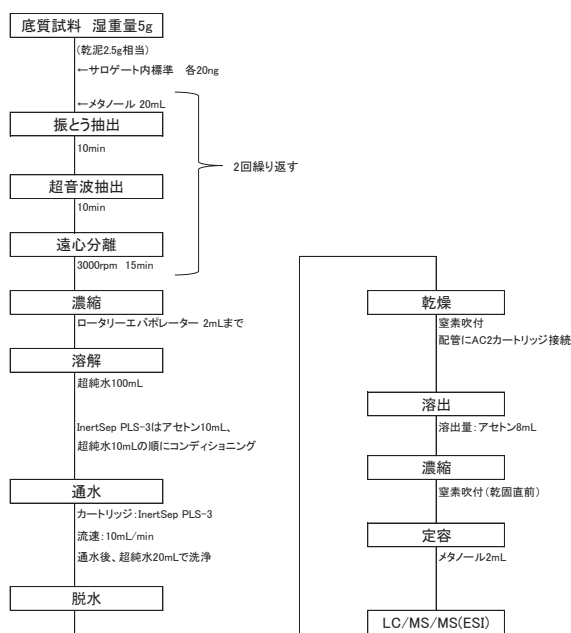 底質試料 湿重量5g
(乾泥2.5g相当)
←サロゲート内標準 各20ng
←メタノール 20mL
振とう抽出
10min
超音波抽出
10min
遠心分離
3000rpm 15min
2回繰り返す
濃縮
ロータリーエバポレーター 2mLまで
溶解
超純水100mL
InertSep PLS-3はアセトン10mL、
超純水10mLの順にコンディショニング
通水
カートリッジ:InertSep PLS-3
流速:10mL/min
通水後、超純水20mLで洗浄
脱水
乾燥
窒素吹付
配管にAC2カートリッジ接続
溶出
溶出量:アセトン8mL
濃縮
窒素吹付(乾固直前)
定容
メタノール2mL
LC/MS/MS(ESI)